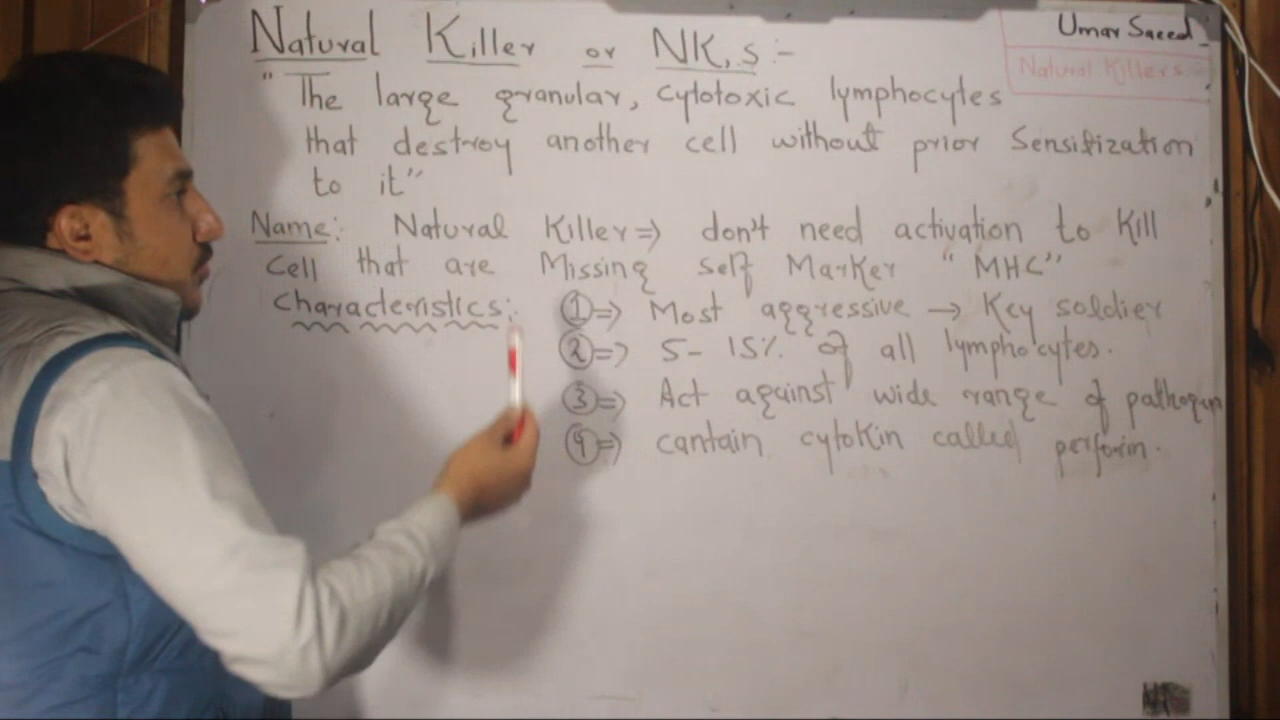 Natural Killer or NK,s:-
Umar Saeed
Natural Killers
"The large granular, cytotoxic lymphocytes
that destroy another cell without prior Sensitization
to it"
Name: Natural Killer=> don't need activation to Kill
Cell that are Missing self Marker "MHC"
Characteristics:
①=> Most aggressive → Key soldier
②=> 5-15% of all lymphocytes.
③=> Act against wide range of pathogen
④=> cantain cytokin called perforin.